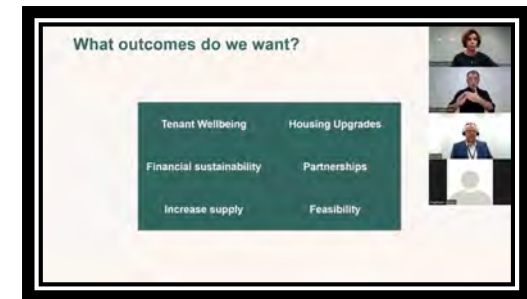 What outcomes do we want?
Tenant Wellbeing Housing Upgrades
Financial sustainability Partnerships
Increase supply Feasibility